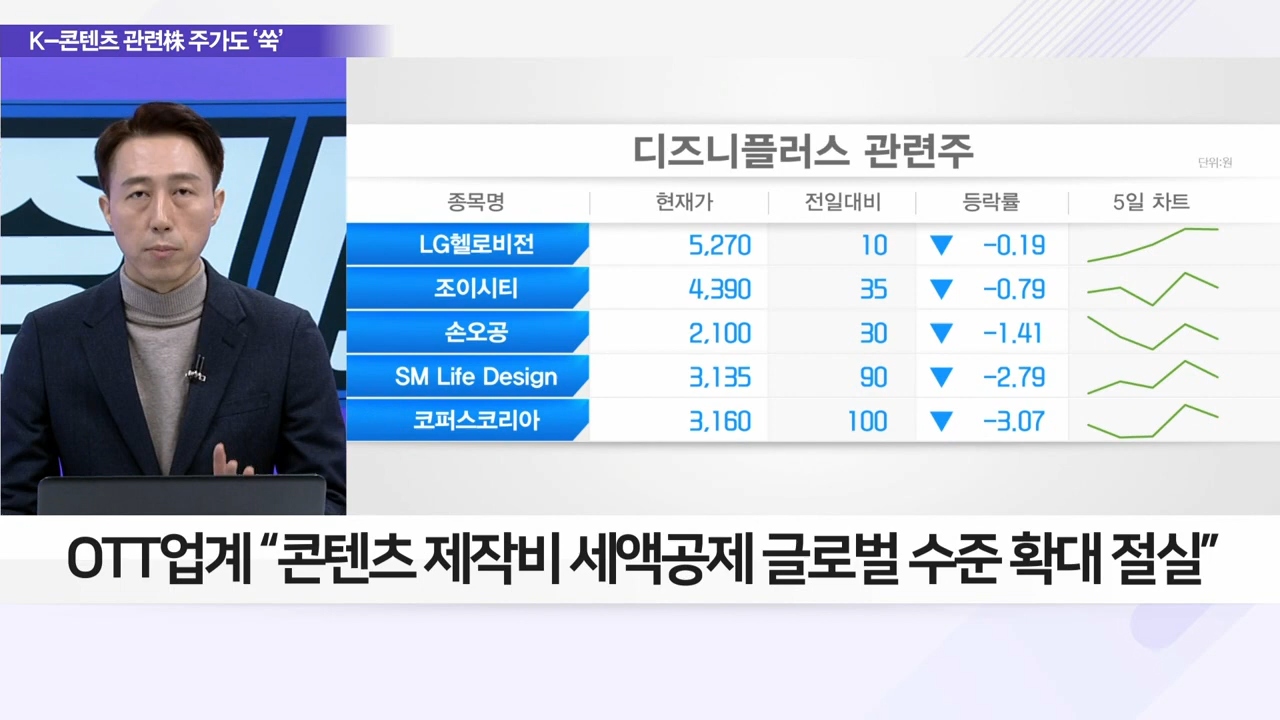 K-콘텐츠 관련株 주가도 ‘쑥’
디즈니플러스 관련주
단위:원
종목명 현재가 전일대비 등락률 5일 차트
LG헬로비전 5,270 10 ▼ -0.19
조이시티 4,390 35 ▼ -0.79
손오공 2,100 30 ▼ -1.41
SM Life Design 3,135 90 ▼ -2.79
코퍼스코리아 3,160 100 ▼ -3.07
OTT업계 “콘텐츠 제작비 세액공제 글로벌 수준 확대 절실”